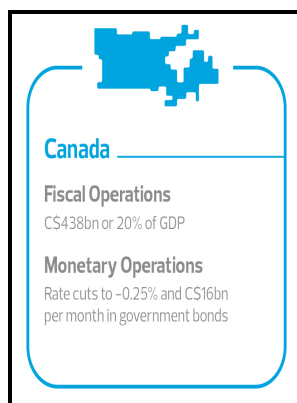 Canada
Fiscal Operations
C$438bn or 20% of GDP
Monetary Operations
Rate cuts to -0.25% and C$16bn
per month in government bonds